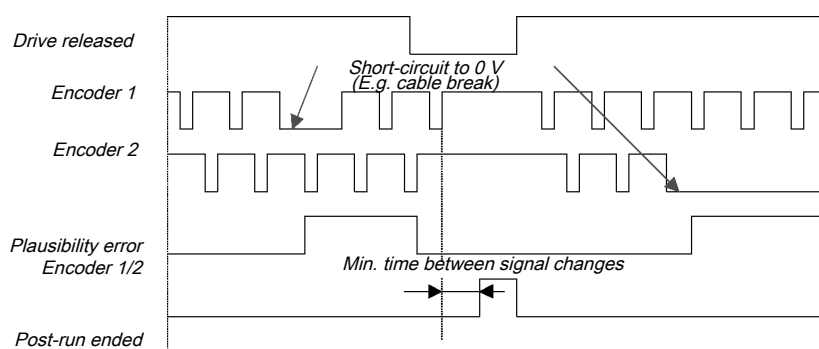 Drive released
Short-circuit to 0 V
(E.g. cable break)
Encoder 1
Encoder 2
Plausibility error
Encoder 1/2
Min. time between signal changes
Post-run ended